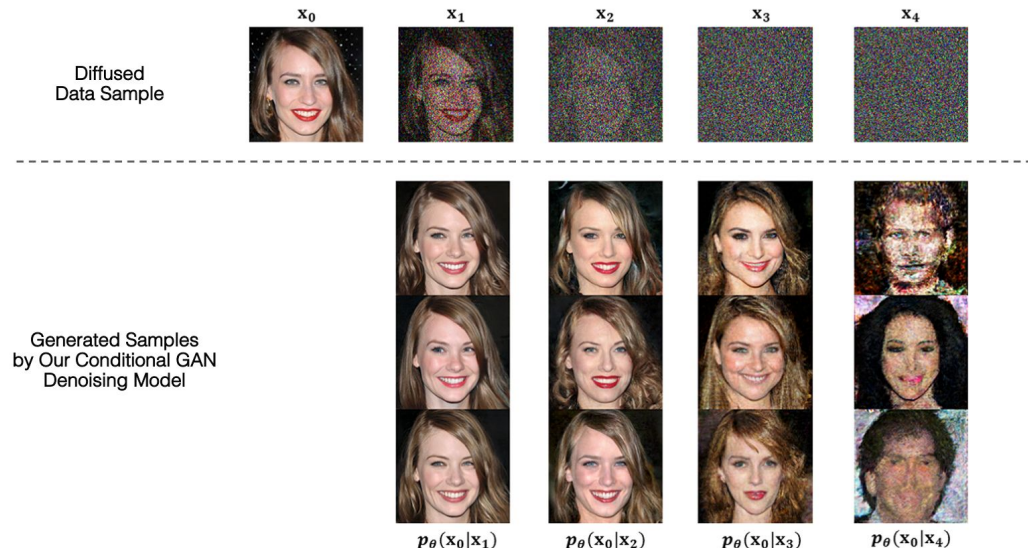 x₀ x₁ x₂ x₃ x₄
Diffused
Data Sample
Generated Samples
by Our Conditional GAN
Denoising Model
pθ(x₀|x₁) pθ(x₀|x₂) pθ(x₀|x₃) pθ(x₀|x₄)